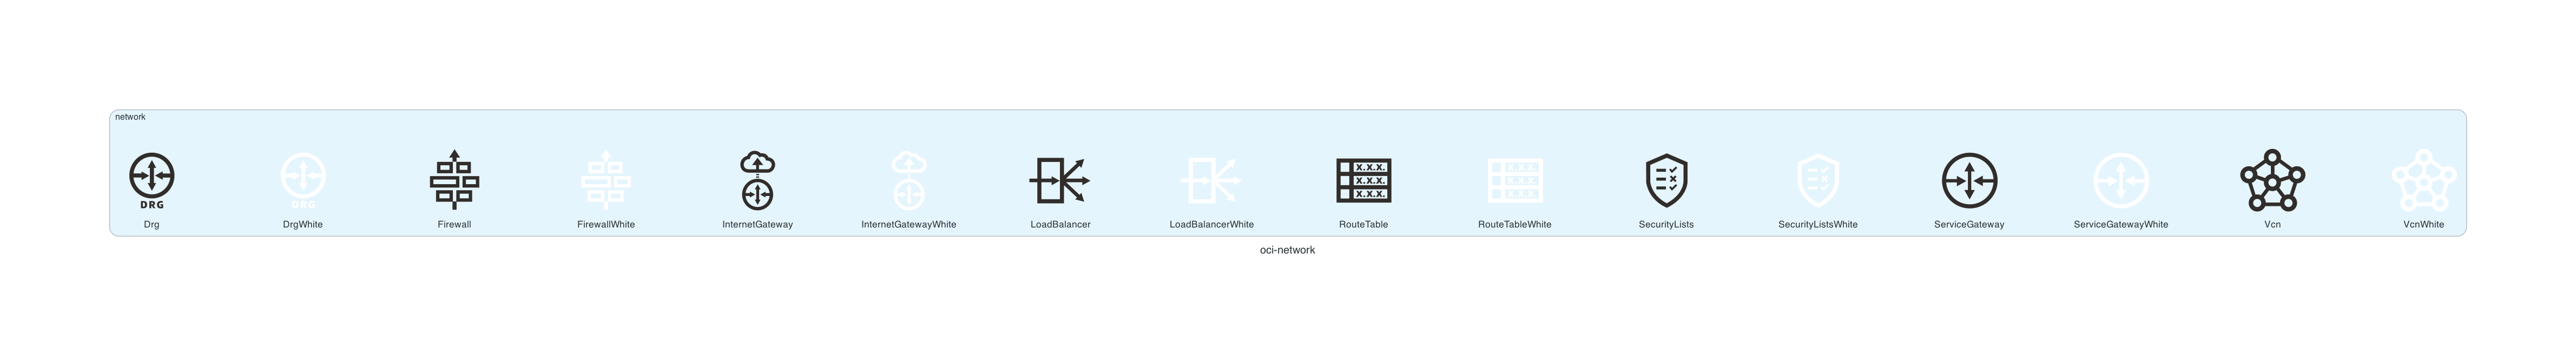 network
DRG
DRG
X.X.X.
X.X.X.
X.X.X.
X.X.X.
X.X.X.
X.X.X.
Drg
DrgWhite
Firewall
FirewallWhite
InternetGateway
InternetGatewayWhite
LoadBalancer
LoadBalancerWhite
RouteTable
RouteTableWhite
SecurityLists
SecurityListsWhite
ServiceGateway
ServiceGatewayWhite
Vcn
VcnWhite
oci-network